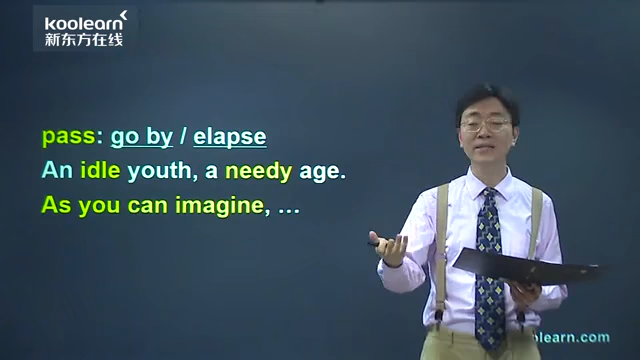 koolearn
新东方在线
pass: go by / elapse
An idle youth, a needy age.
As you can imagine, …
olearn.com